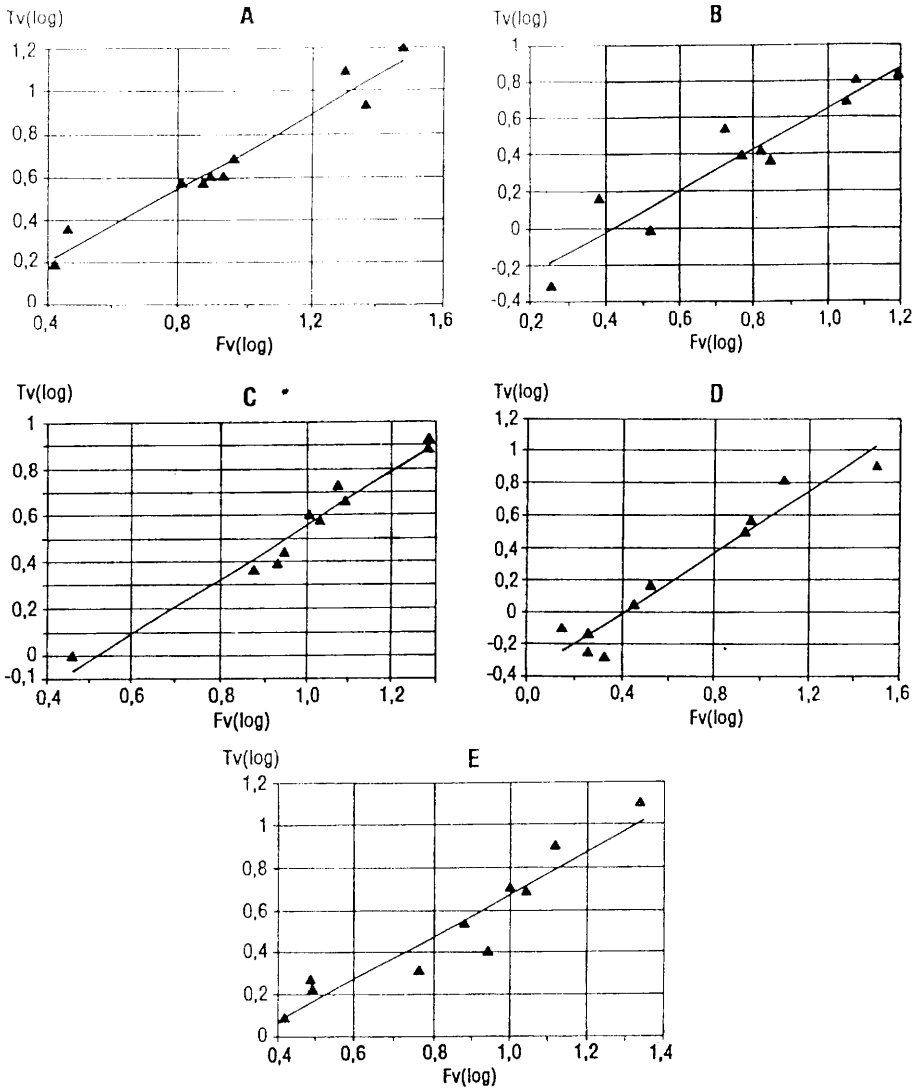 A
Tv(log)
1,2
1
0,8
0,6
0,4
0,2
0
0,4 0,8 1,2 1,6
Fv(log)
B
Tv(log)
1
0,8
0,6
0,4
0,2
0
-0,2
-0,4
0,2 0,4 0,6 0,8 1,0 1,2
Fv(log)
C
Tv(log)
1
0,8
0,6
0,4
0,2
0
-0,1
0,4 0,6 0,8 1,0 1,2
Fv(log)
D
Tv(log)
1,2
1
0,8
0,6
0,4
0,2
0
-0,2
-0,4
0,0 0,4 0,8 1,2 1,6
Fv(log)
E
Tv(log)
1,2
1
0,8
0,6
0,4
0,2
0
0,4 0,6 0,8 1,0 1,2 1,4
Fv(log)